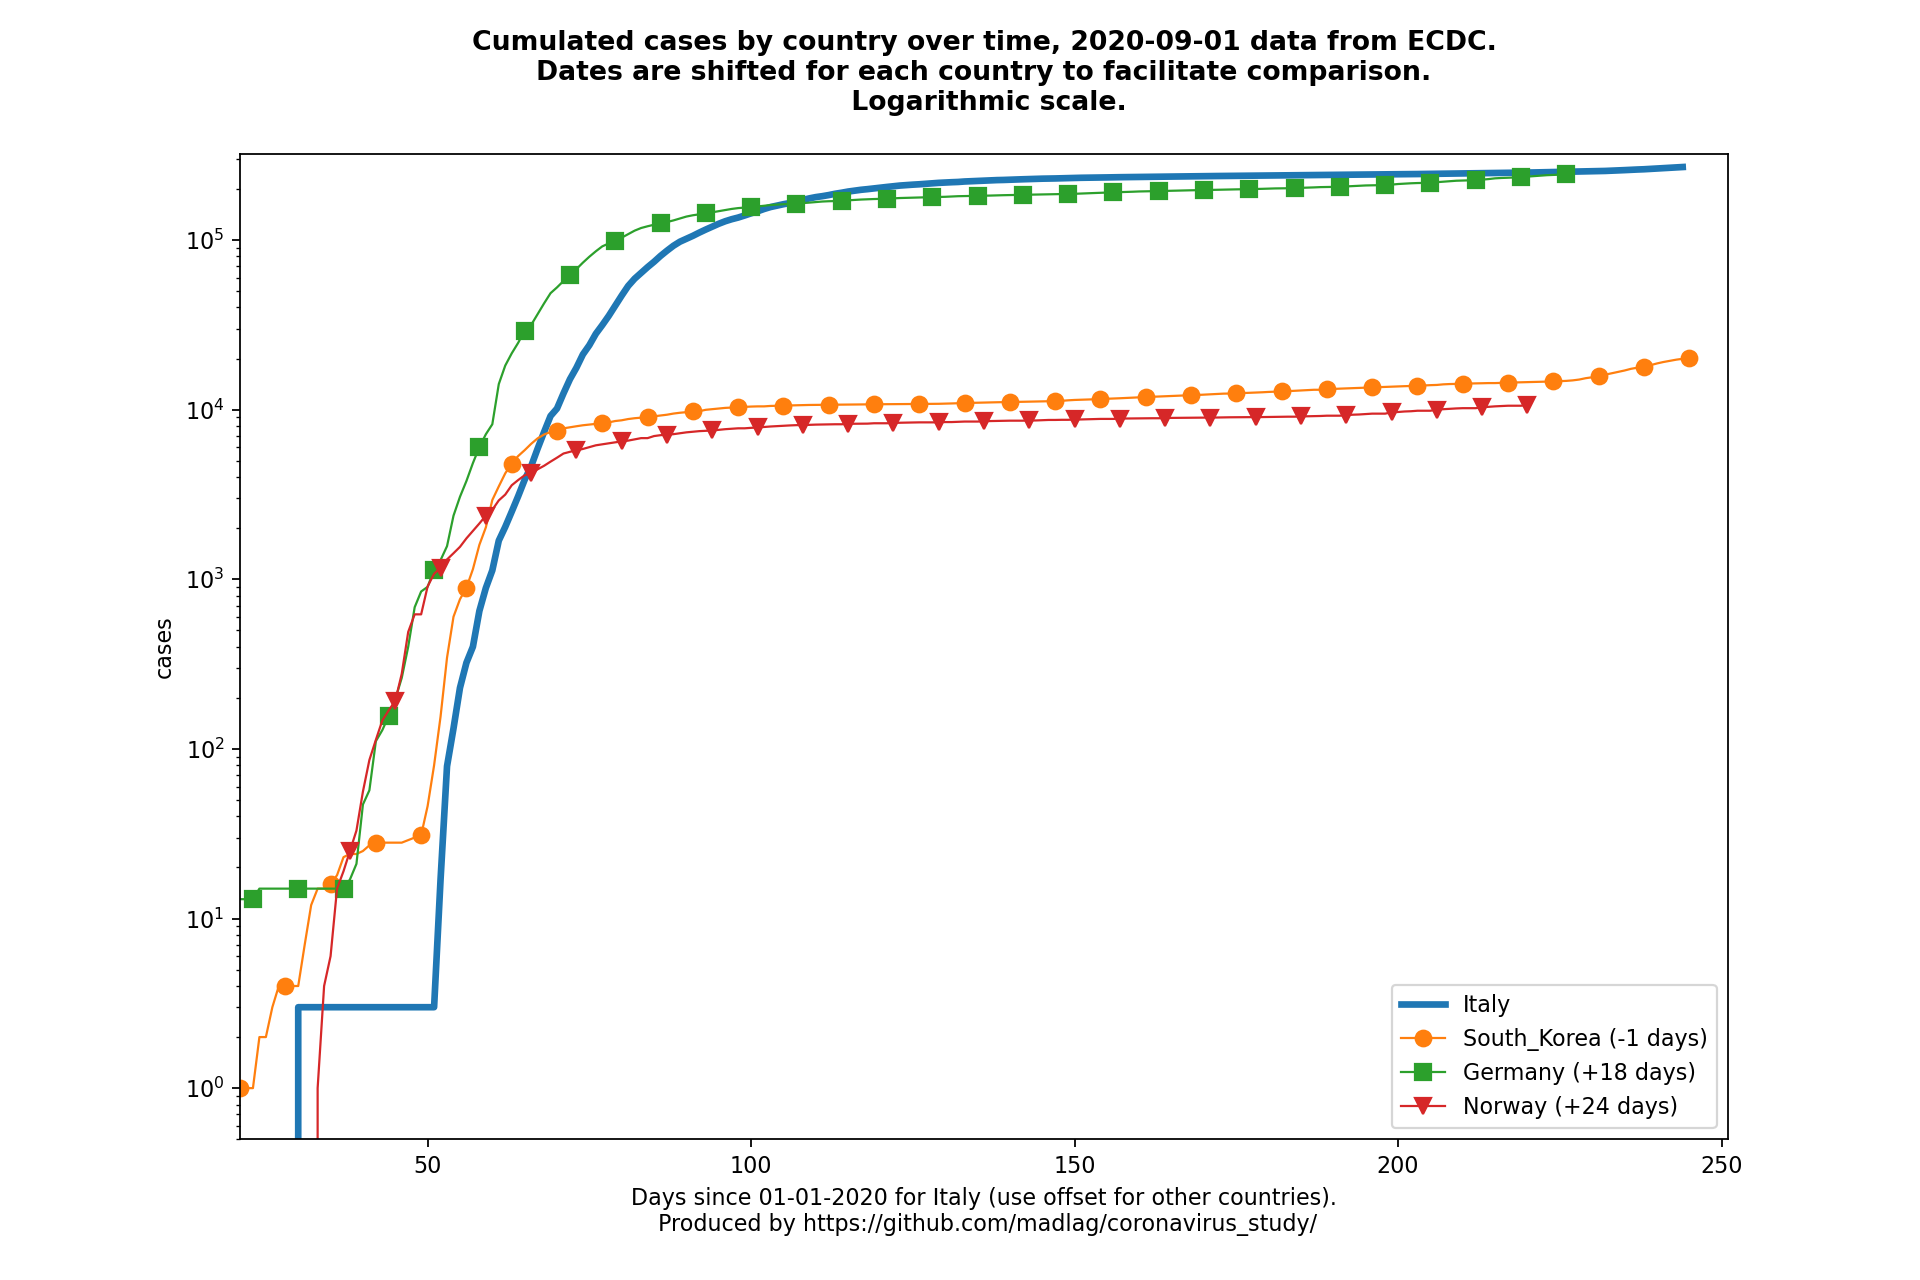 Cumulated cases by country over time, 2020-09-01 data from ECDC.
Dates are shifted for each country to facilitate comparison.
Logarithmic scale.
10^5
10^4
10^3
10^2
10^1
10^0
cases
50
100
150
200
250
Italy
South_Korea (-1 days)
Germany (+18 days)
Norway (+24 days)
Days since 01-01-2020 for Italy (use offset for other countries).
Produced by https://github.com/madlag/coronavirus_study/